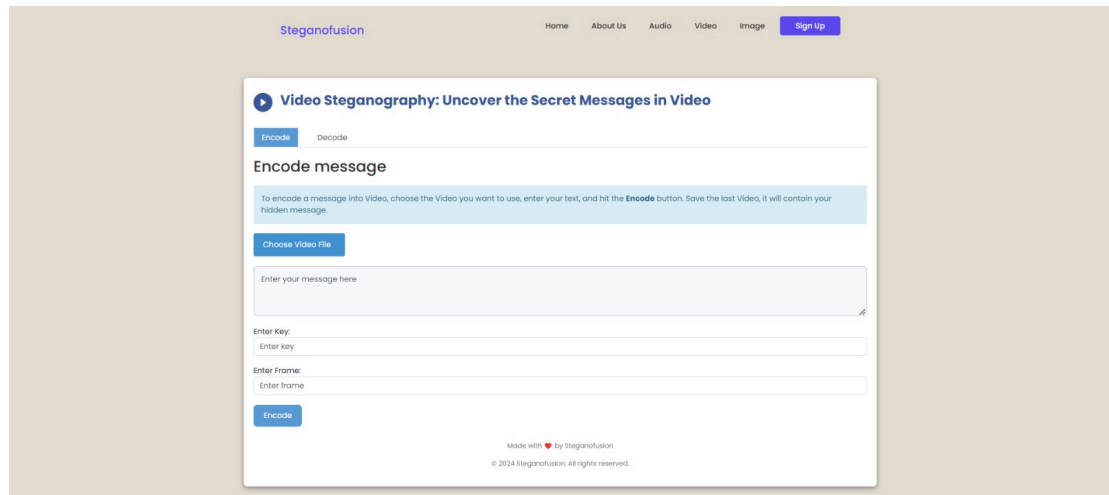 Steganofusion
Home About Us Audio Video Image Sign Up
Video Steganography: Uncover the Secret Messages in Video
Encode Decode
Encode message
To encode a message into Video, choose the Video you want to use, enter your text, and hit the Encode button. Save the last Video, it will contain your
hidden message.
Choose Video File
Enter your message here
Enter Key:
Enter key
Enter Frame:
Enter frame
Encode
Made with ❤ by Steganofusion
© 2024 Steganofusion. All rights reserved.